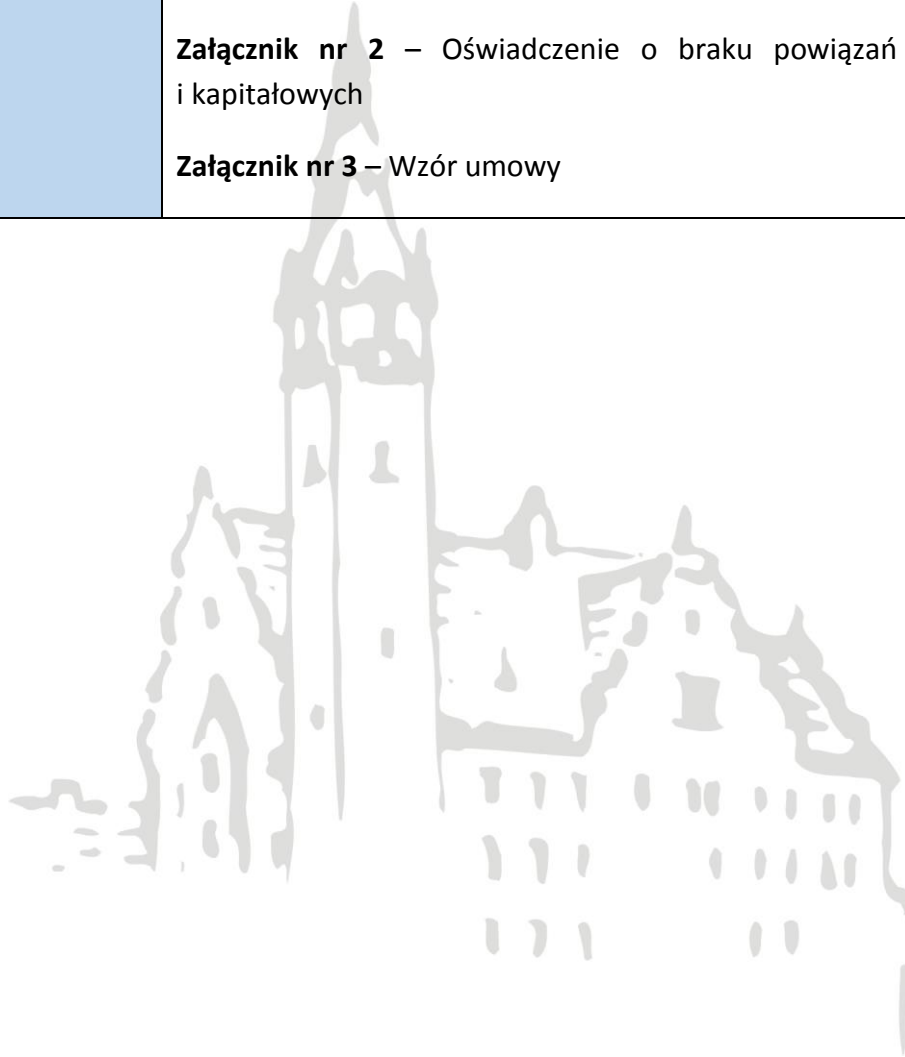 Załącznik nr 2 – Oświadczenie o braku powiązań
i kapitałowych
Załącznik nr 3 – Wzór umowy